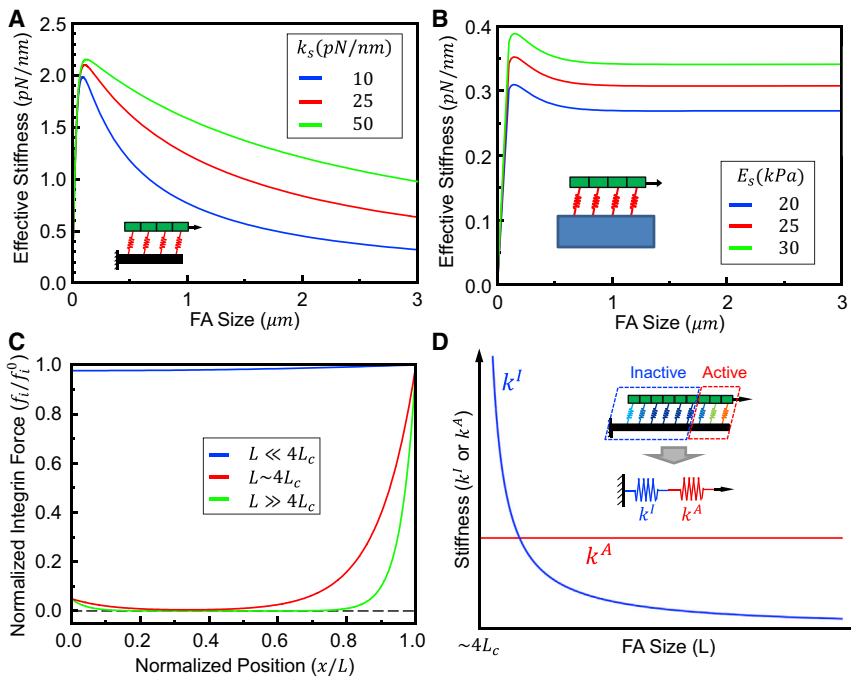 A
Effective Stiffness (pN/nm)
2.5
2.0
1.5
1.0
0.5
0.0
k_s(pN/nm)
10
25
50
0
1
2
3
FA Size (μm)
B
Effective Stiffness (pN/nm)
0.4
0.3
0.2
0.1
0.0
E_s(kPa)
20
25
30
0
1
2
3
FA Size (μm)
C
Normalized Integrin Force (f_i/f_i^0)
1.0
0.8
0.6
0.4
0.2
0.0
L ≪ 4L_c
L~4L_c
L ≫ 4L_c
0.0
0.2
0.4
0.6
0.8
1.0
Normalized Position (x/L)
D
Stiffness (k^I or k^A)
k^I
Inactive
Active
k^I
k^A
k^A
~4L_c
FA Size (L)